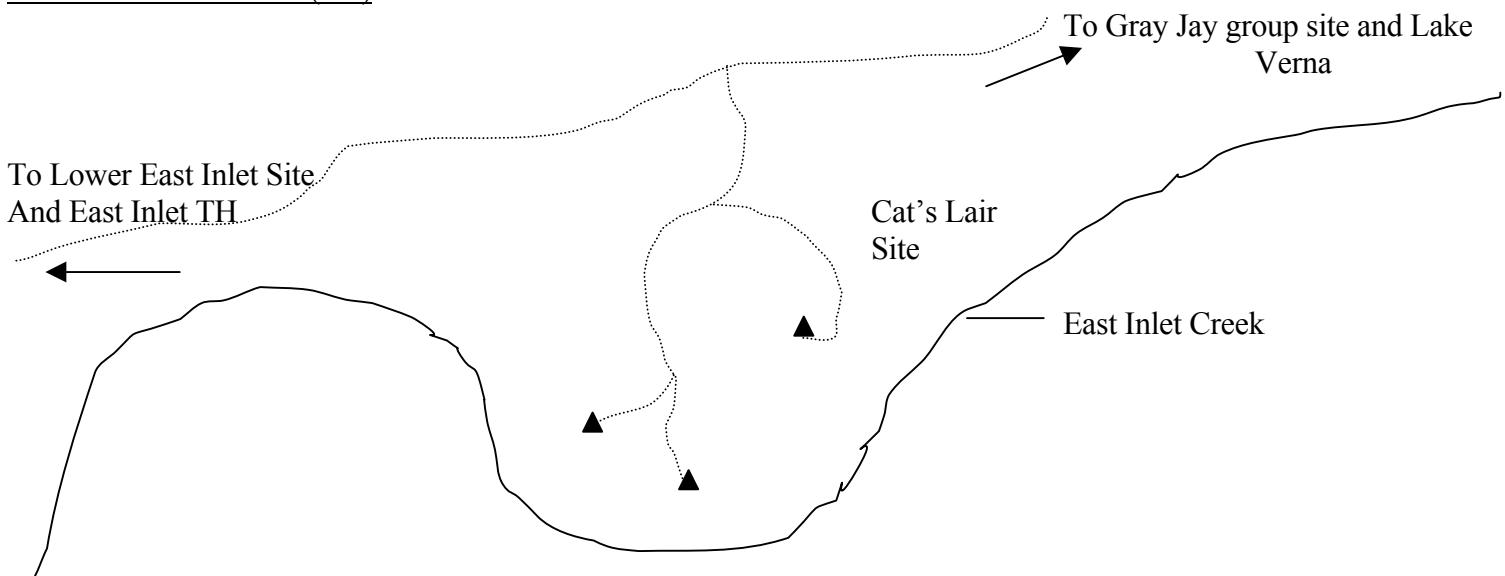 To Gray Jay group site and Lake
Verna
To Lower East Inlet Site
And East Inlet TH
Cat's Lair
Site
East Inlet Creek